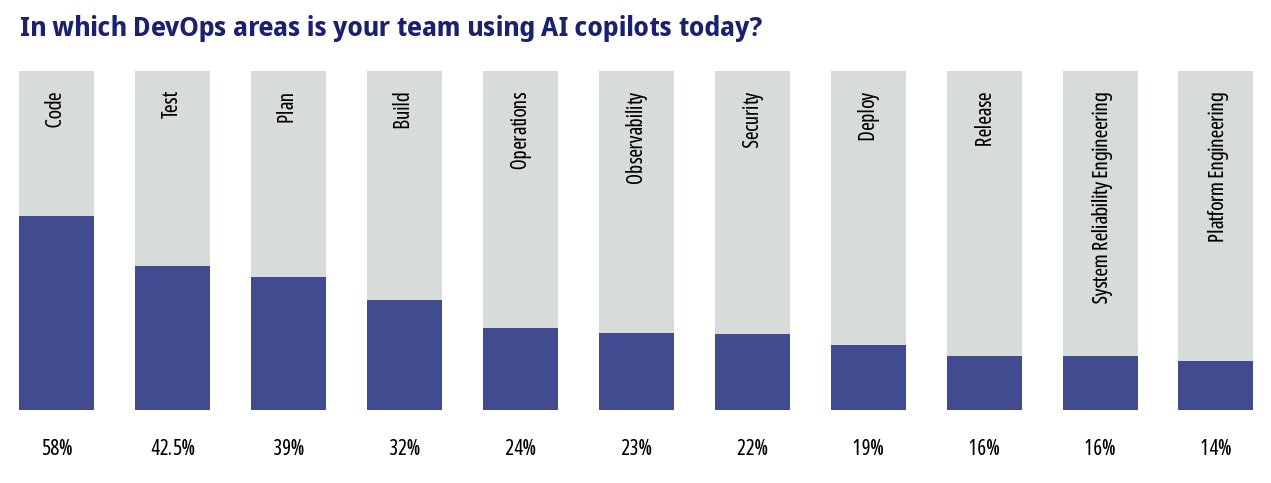 In which DevOps areas is your team using AI copilots today?
Code
Test
Plan
Build
Operations
Observability
Security
Deploy
Release
System Reliability Engineering
Platform Engineering
58%
42.5%
39%
32%
24%
23%
22%
19%
16%
16%
14%